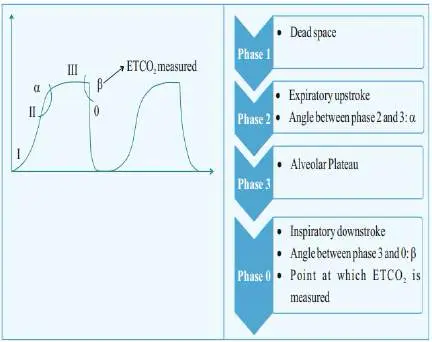 III
α
β
ETCO₂ measured
II
0
I
Phase 1
• Dead space
Phase 2
• Expiratory upstroke
• Angle between phase 2 and 3: α
Phase 3
• Alveolar Plateau
Phase 0
• Inspiratory downstroke
• Angle between phase 3 and 0: β
• Point at which ETCO₂ is
measured